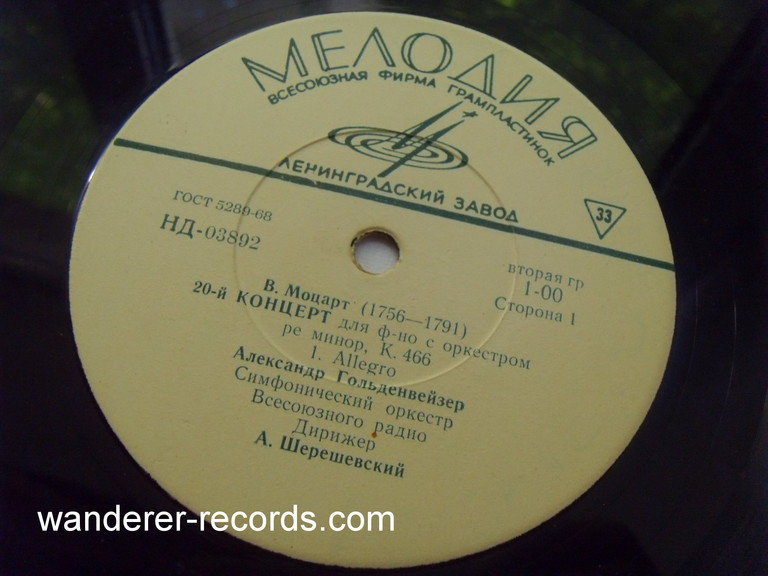 МЕЛОДИЯ
ВСЕСОЮЗНАЯ ФИРМА ГРАМПЛАСТИНОК
ЛЕНИНГРАДСКИЙ ЗАВОД
33
ГОСТ 5289-68
НД-03892
вторая гр
1-00
Сторона 1
В. Моцарт (1756—1791)
20-й КОНЦЕРТ для ф-но с оркестром
ре минор, К. 466
1. Allegro
Александр Гольденвейзер
Симфонический оркестр
Всесоюзного радио
Дирижер
А. Шерешевский
wanderer-records.com